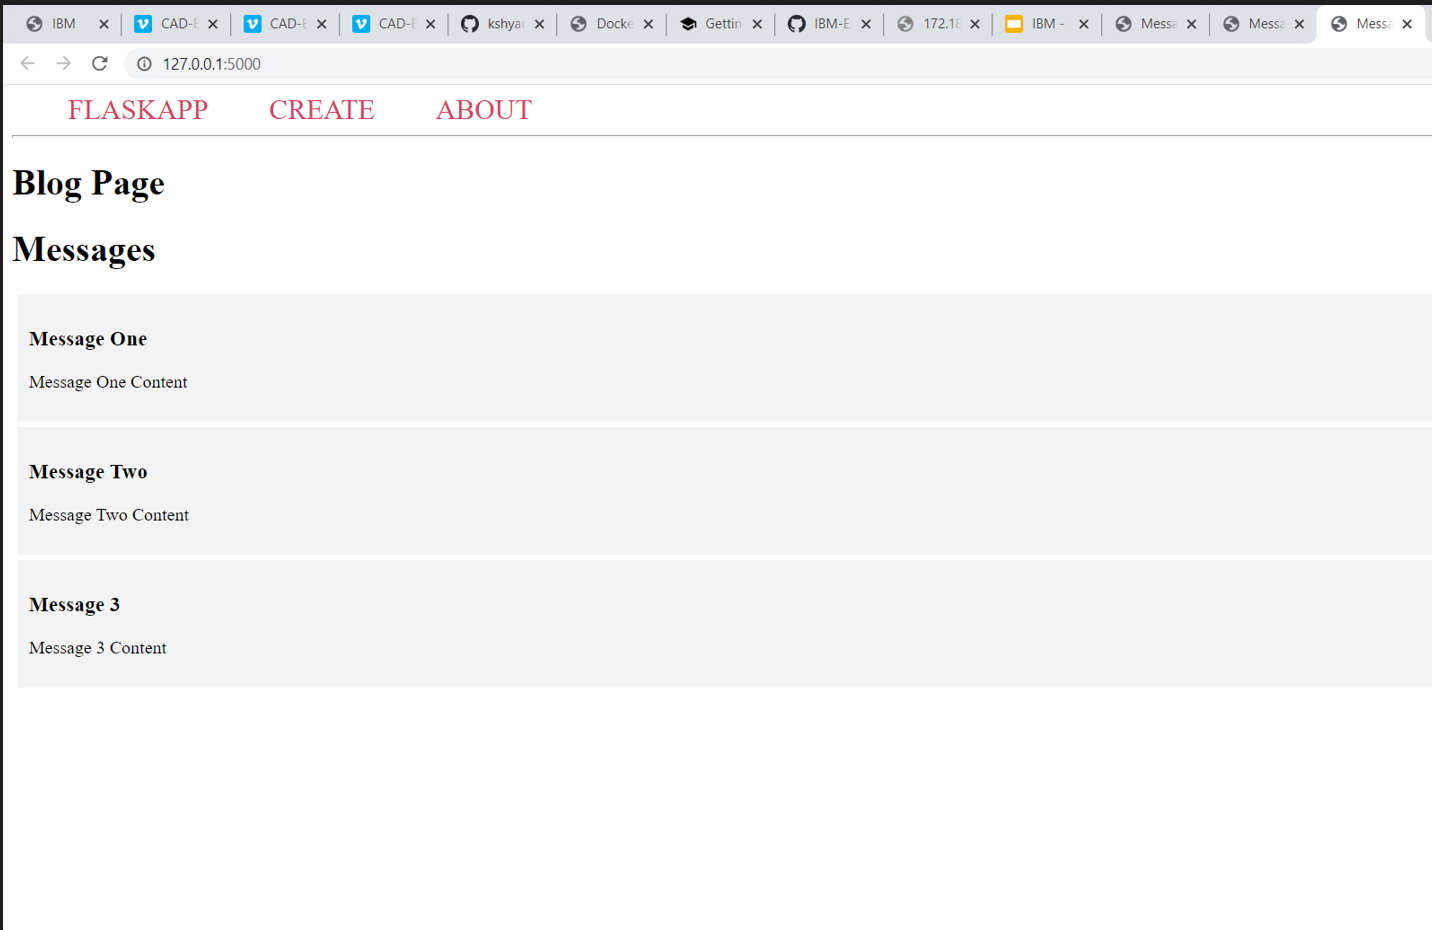 IBM CAD-E CAD-E CAD-E kshyar Docke Gettin IBM-E 172.18 IBM - Messa Messa Messa
127.0.0.1:5000
FLASKAPP CREATE ABOUT
Blog Page
Messages
Message One
Message One Content
Message Two
Message Two Content
Message 3
Message 3 Content